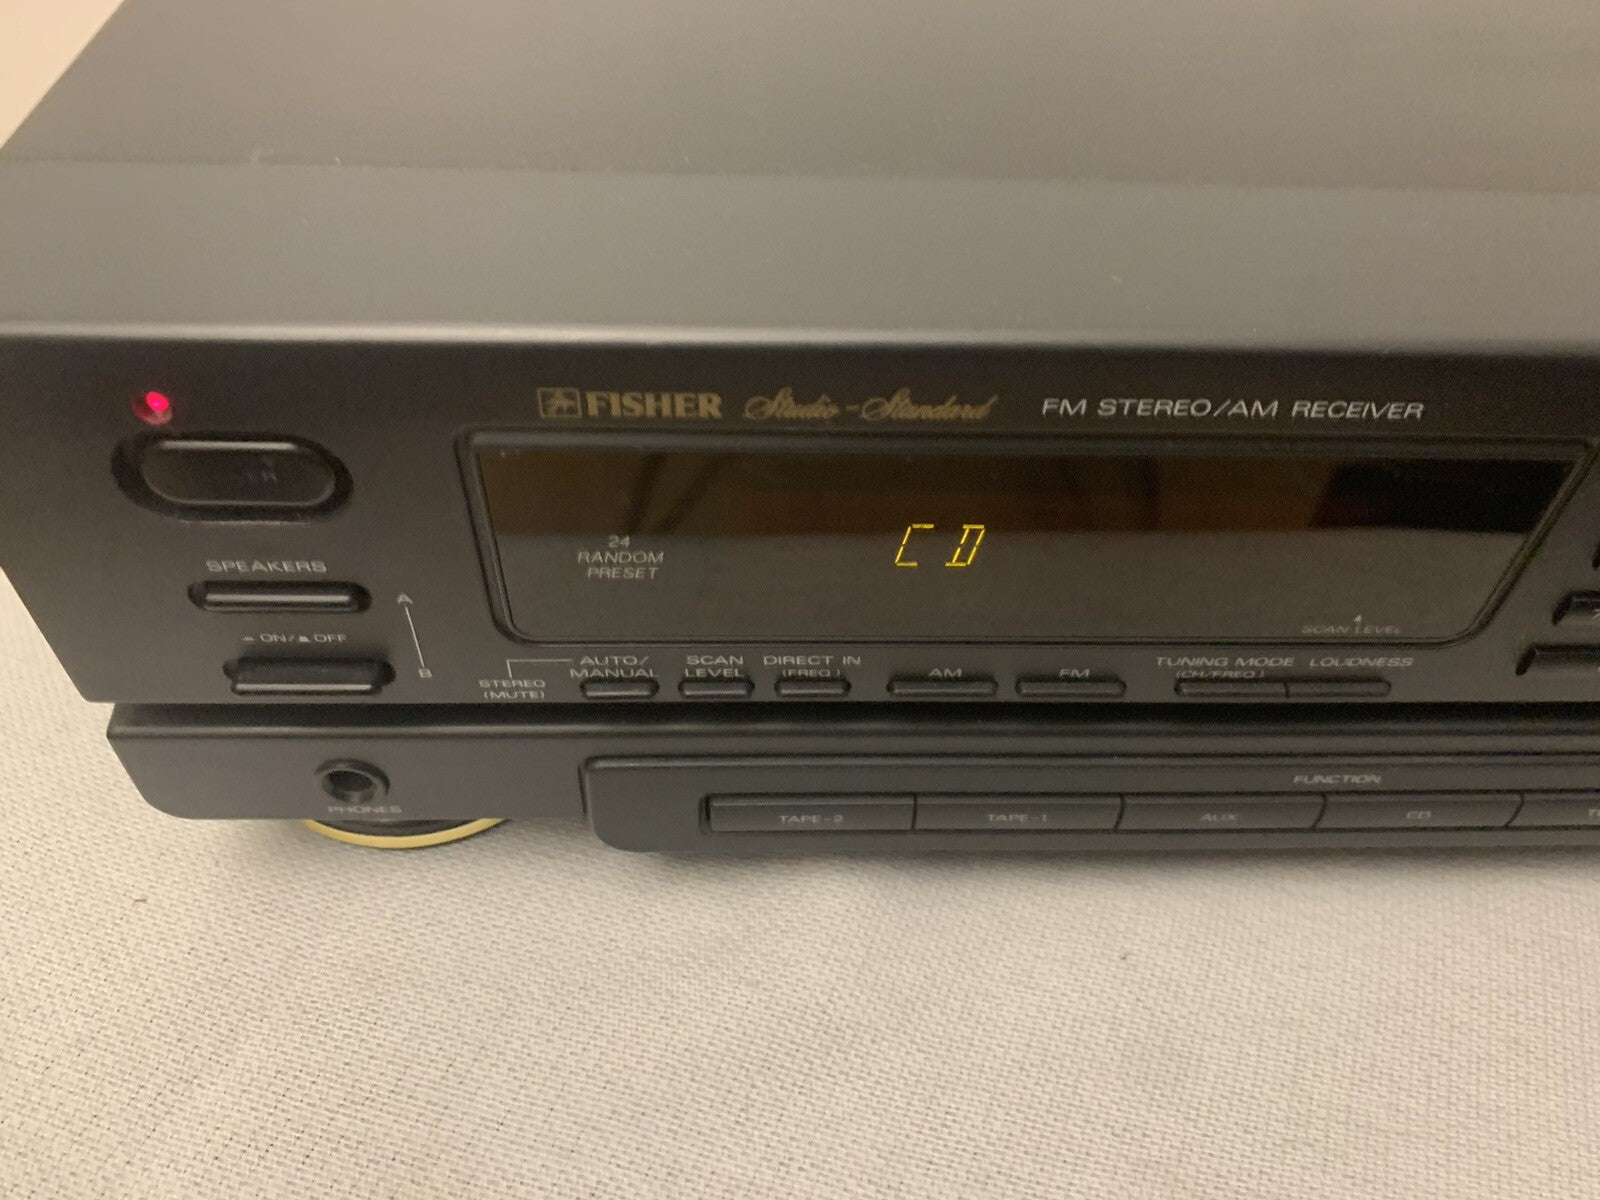 FISHER Studio-Standard FM STEREO/AM RECEIVER
CD
24
RANDOM
PRESET
SCAN LEVEL
SPEAKERS
ON/ OFF
A
B
STEREO
(MUTE)
AUTO/
MANUAL
SCAN
LEVEL
DIRECT IN
(FREQ.)
AM
FM
TUNING MODE
(CH/FREQ.)
LOUDNESS
PHONES
FUNCTION
TAPE-2
TAPE-1
AUX
CD